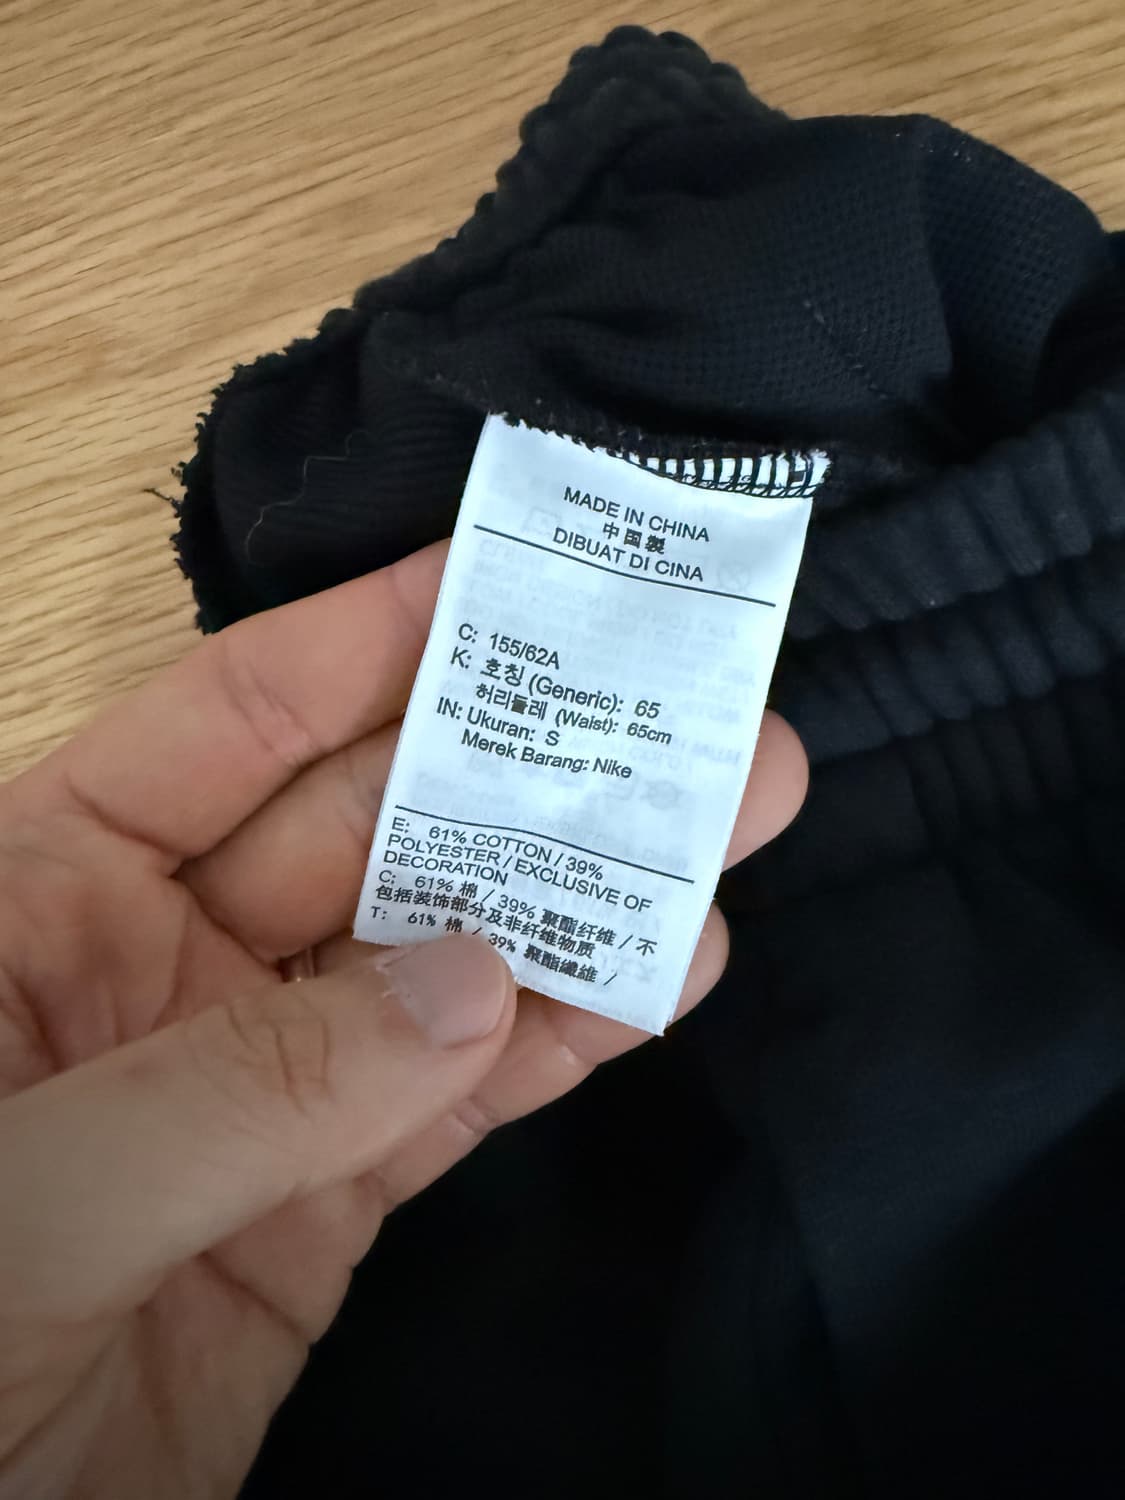 MADE IN CHINA
中国製
DIBUAT DI CINA
C: 155/62A
K: 호칭 (Generic): 65
허리둘레 (Waist): 65cm
IN: Ukuran: S
Merek Barang: Nike
E: 61% COTTON / 39%
POLYESTER / EXCLUSIVE OF
DECORATION
C: 61% 棉 / 39% 聚酯纤维 / 不
包括装饰部分及非纤维物质
T: 61% 棉 / 39% 聚酯纖維 /